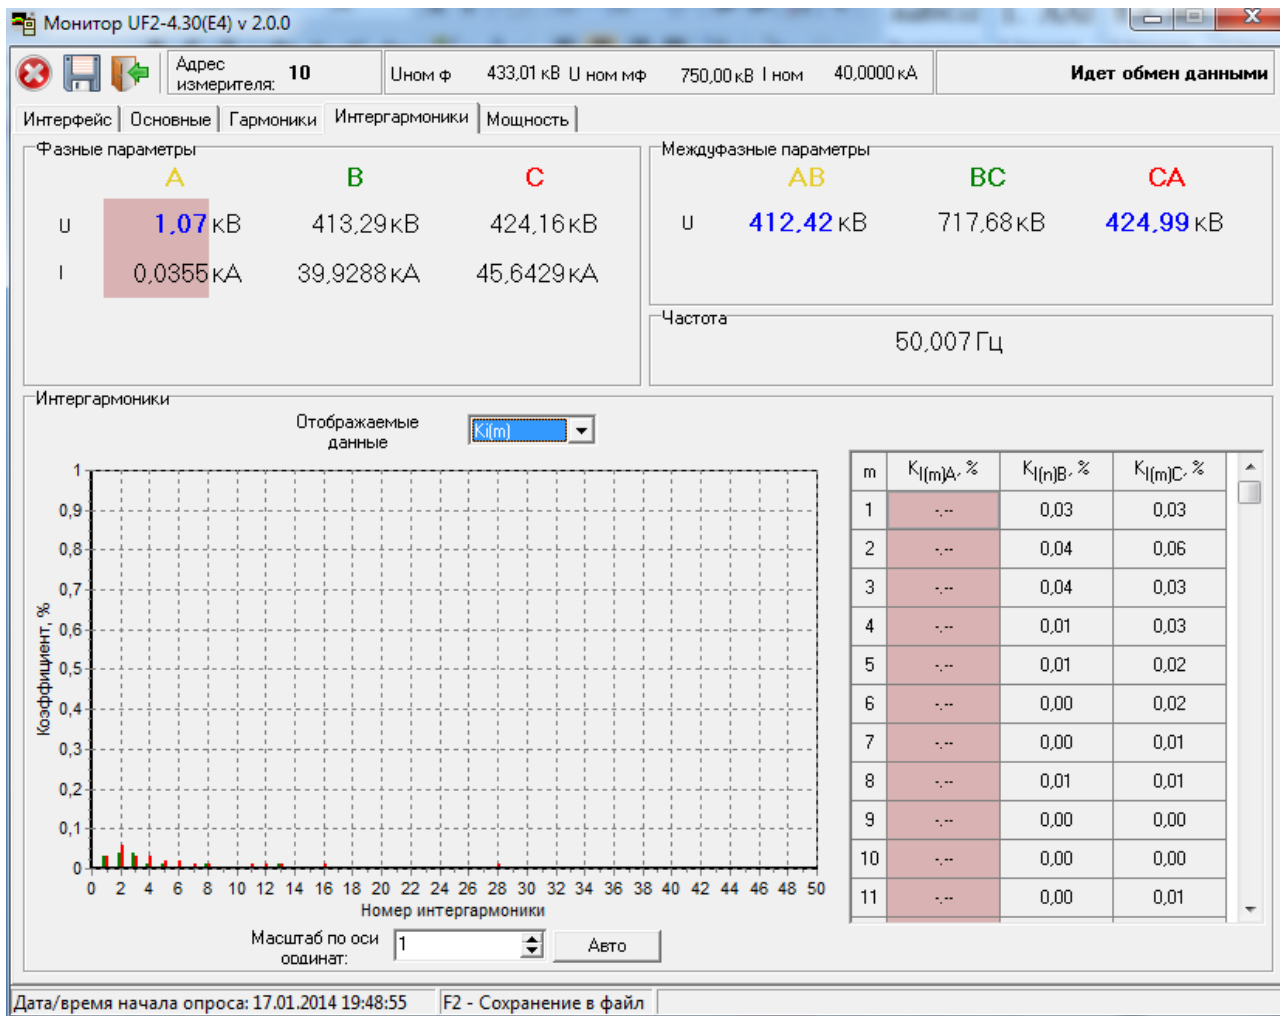 Монитор UF2-4.30(E4) v 2.0.0
Адрес измерителя: 10
Uном ф 433,01 кВ U ном мф 750,00 кВ I ном 40,0000 кА
Идет обмен данными
Интерфейс Основные Гармоники Интергармоники Мощность
Фазные параметры
A B C
U 1,07 кВ 413,29 кВ 424,16 кВ
I 0,0355 кА 39,9288 кА 45,6429 кА
Междуфазные параметры
AB BC CA
U 412,42 кВ 717,68 кВ 424,99 кВ
Частота
50,007 Гц
Интергармоники
Отображаемые
данные
Ki(m)
1
0,9
0,8
0,7
0,6
0,5
0,4
0,3
0,2
0,1
0
Коэффициент, %
0 2 4 6 8 10 12 14 16 18 20 22 24 26 28 30 32 34 36 38 40 42 44 46 48 50
Номер интергармоники
Масштаб по оси
ординат:
1
Авто
m KI(m)A, % KI(n)B, % KI(m)C, %
1 -,-- 0,03 0,03
2 -,-- 0,04 0,06
3 -,-- 0,04 0,03
4 -,-- 0,01 0,03
5 -,-- 0,01 0,02
6 -,-- 0,00 0,02
7 -,-- 0,00 0,01
8 -,-- 0,01 0,01
9 -,-- 0,00 0,00
10 -,-- 0,00 0,00
11 -,-- 0,00 0,01
Дата/время начала опроса: 17.01.2014 19:48:55 F2 - Сохранение в файл